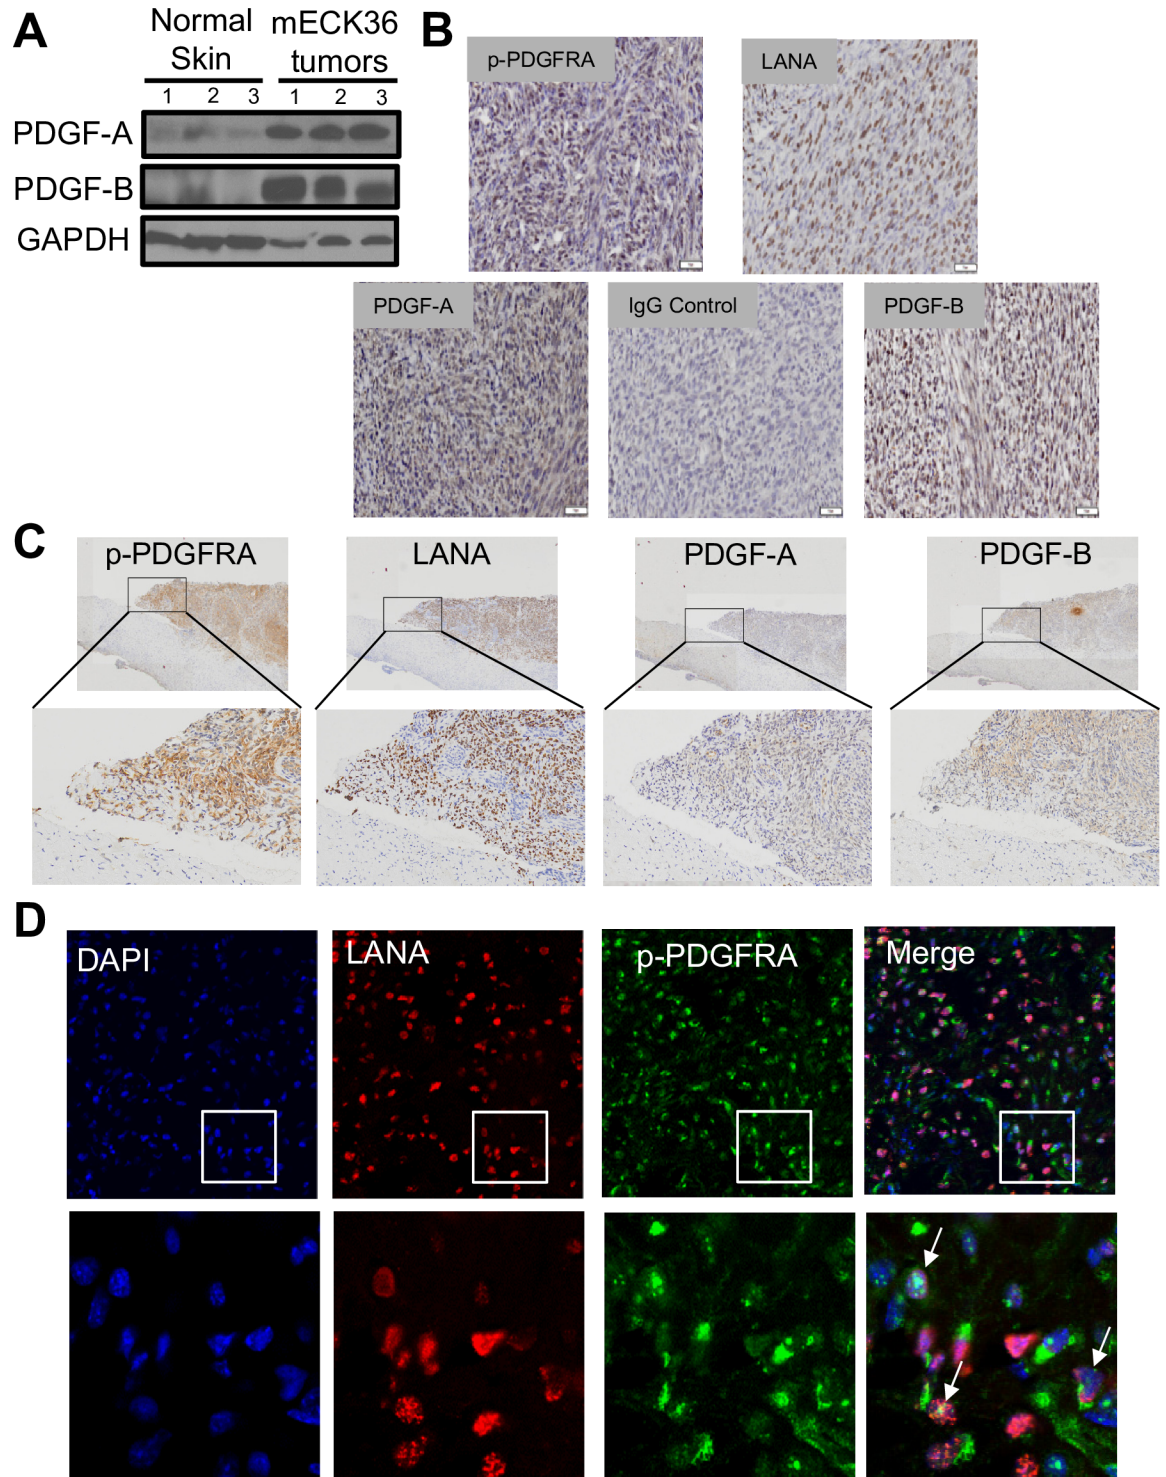 A
Normal
Skin
mECK36
tumors
1 2 3 1 2 3
PDGF-A
PDGF-B
GAPDH
B
p-PDGFRA
LANA
PDGF-A
IgG Control
PDGF-B
C
p-PDGFRA
LANA
PDGF-A
PDGF-B
D
DAPI
LANA
p-PDGFRA
Merge